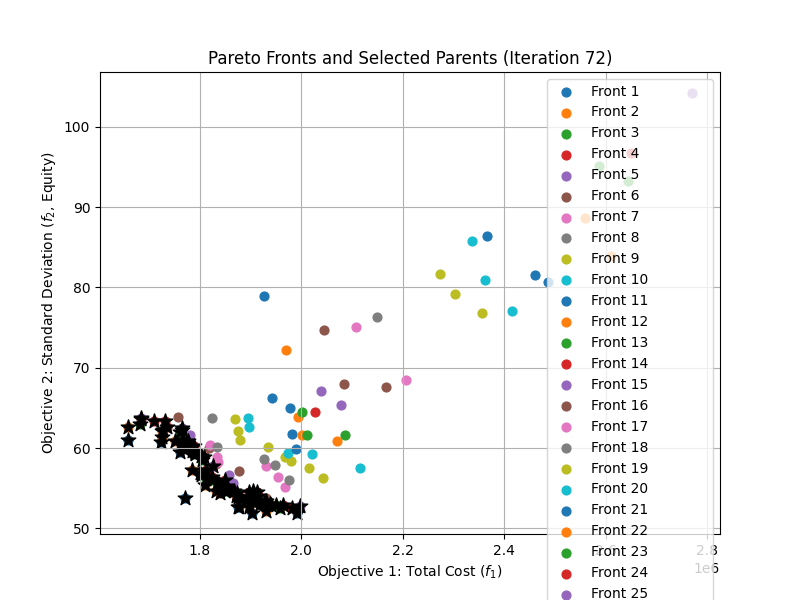 Pareto Fronts and Selected Parents (Iteration 72)
Objective 2: Standard Deviation (f2, Equity)
100
90
80
70
60
50
1.8
2.0
2.2
2.4
2.6
2.8
1e6
Objective 1: Total Cost (f1)
Front 1
Front 2
Front 3
Front 4
Front 5
Front 6
Front 7
Front 8
Front 9
Front 10
Front 11
Front 12
Front 13
Front 14
Front 15
Front 16
Front 17
Front 18
Front 19
Front 20
Front 21
Front 22
Front 23
Front 24
Front 25